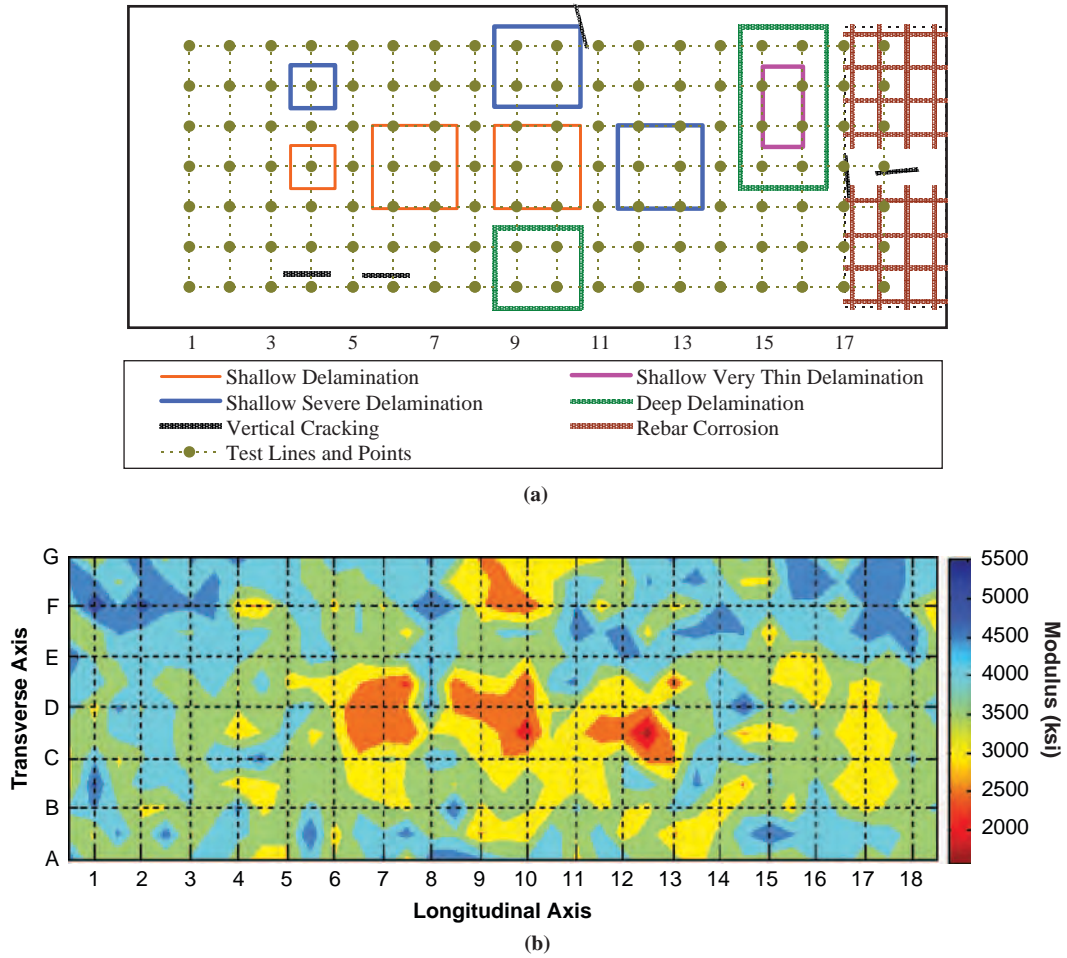 1 3 5 7 9 11 13 15 17
Shallow Delamination
Shallow Very Thin Delamination
Shallow Severe Delamination
Deep Delamination
Vertical Cracking
Rebar Corrosion
Test Lines and Points
(a)
G
F
E
D
C
B
A
Transverse Axis
1 2 3 4 5 6 7 8 9 10 11 12 13 14 15 16 17 18
Longitudinal Axis
5500
5000
4500
4000
3500
3000
2500
2000
Modulus (ksi)
(b)